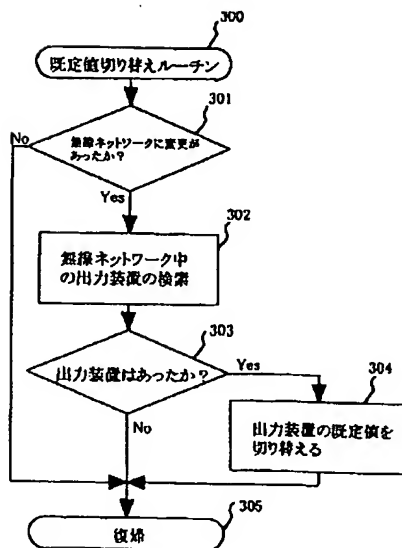 300
既定値切り替えルーチン
301
No
無線ネットワークに変更が
あったか?
Yes
302
無線ネットワーク中
の出力装置の検索
303
出力装置はあったか?
Yes
304
No
出力装置の既定値を
切り替える
305
復帰